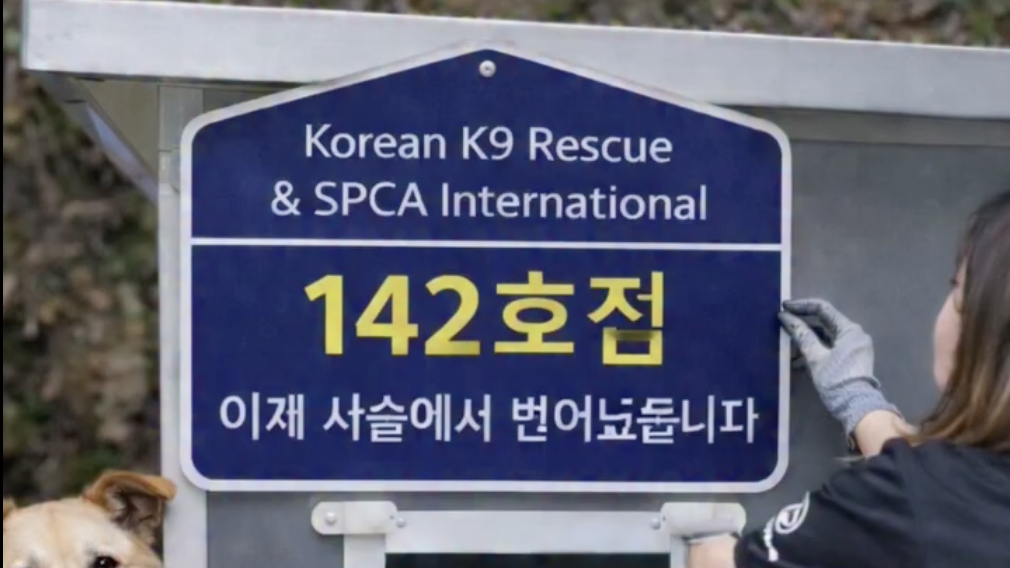 Korean K9 Rescue
& SPCA International
142호점
이재 사슬에서